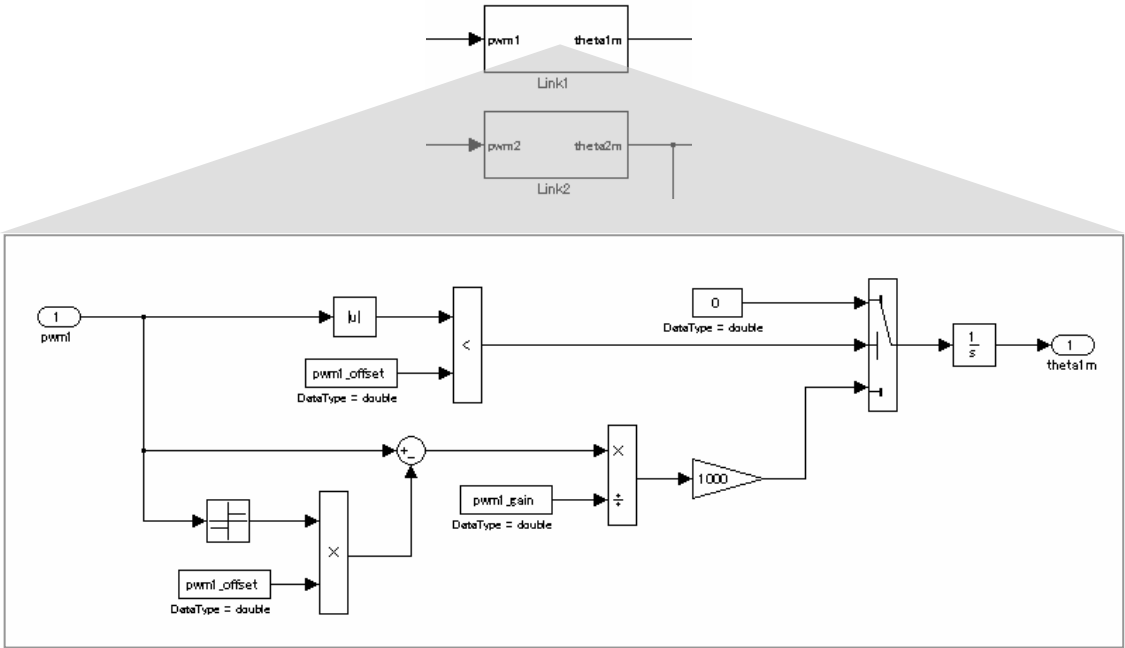 pwm1 theta1m
Link1
pwm2 theta2m
Link2
1
pwm1
|u|
<
pwm1_offset
DataType = double
0
DataType = double
1
s
1
theta1m
+
-
×
÷
pwm1_gain
DataType = double
1000
×
pwm1_offset
DataType = double